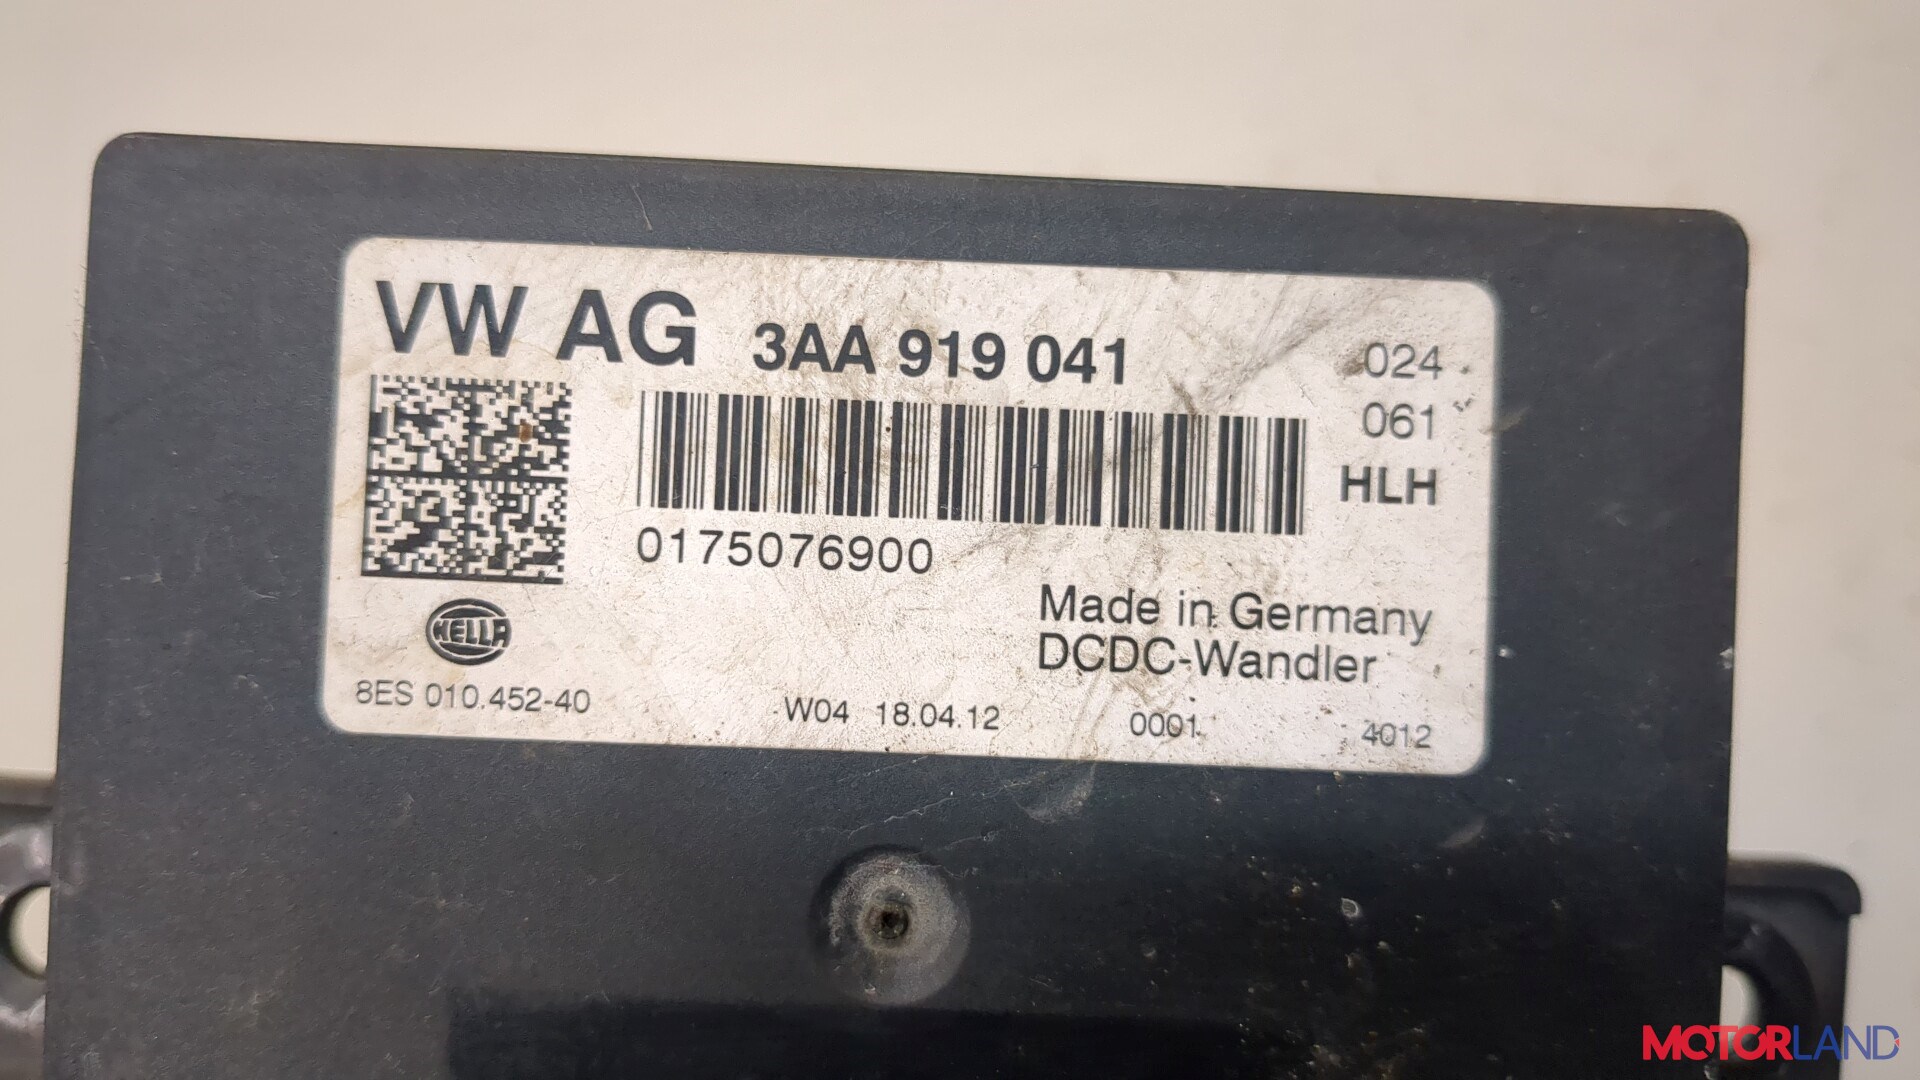 VW AG 3AA 919 041 024
061
HLH
0175076900
Made in Germany
DCDC-Wandler
HELLA
8ES 010.452-40 W04 18.04.12 0001 4012
MOTORLAND